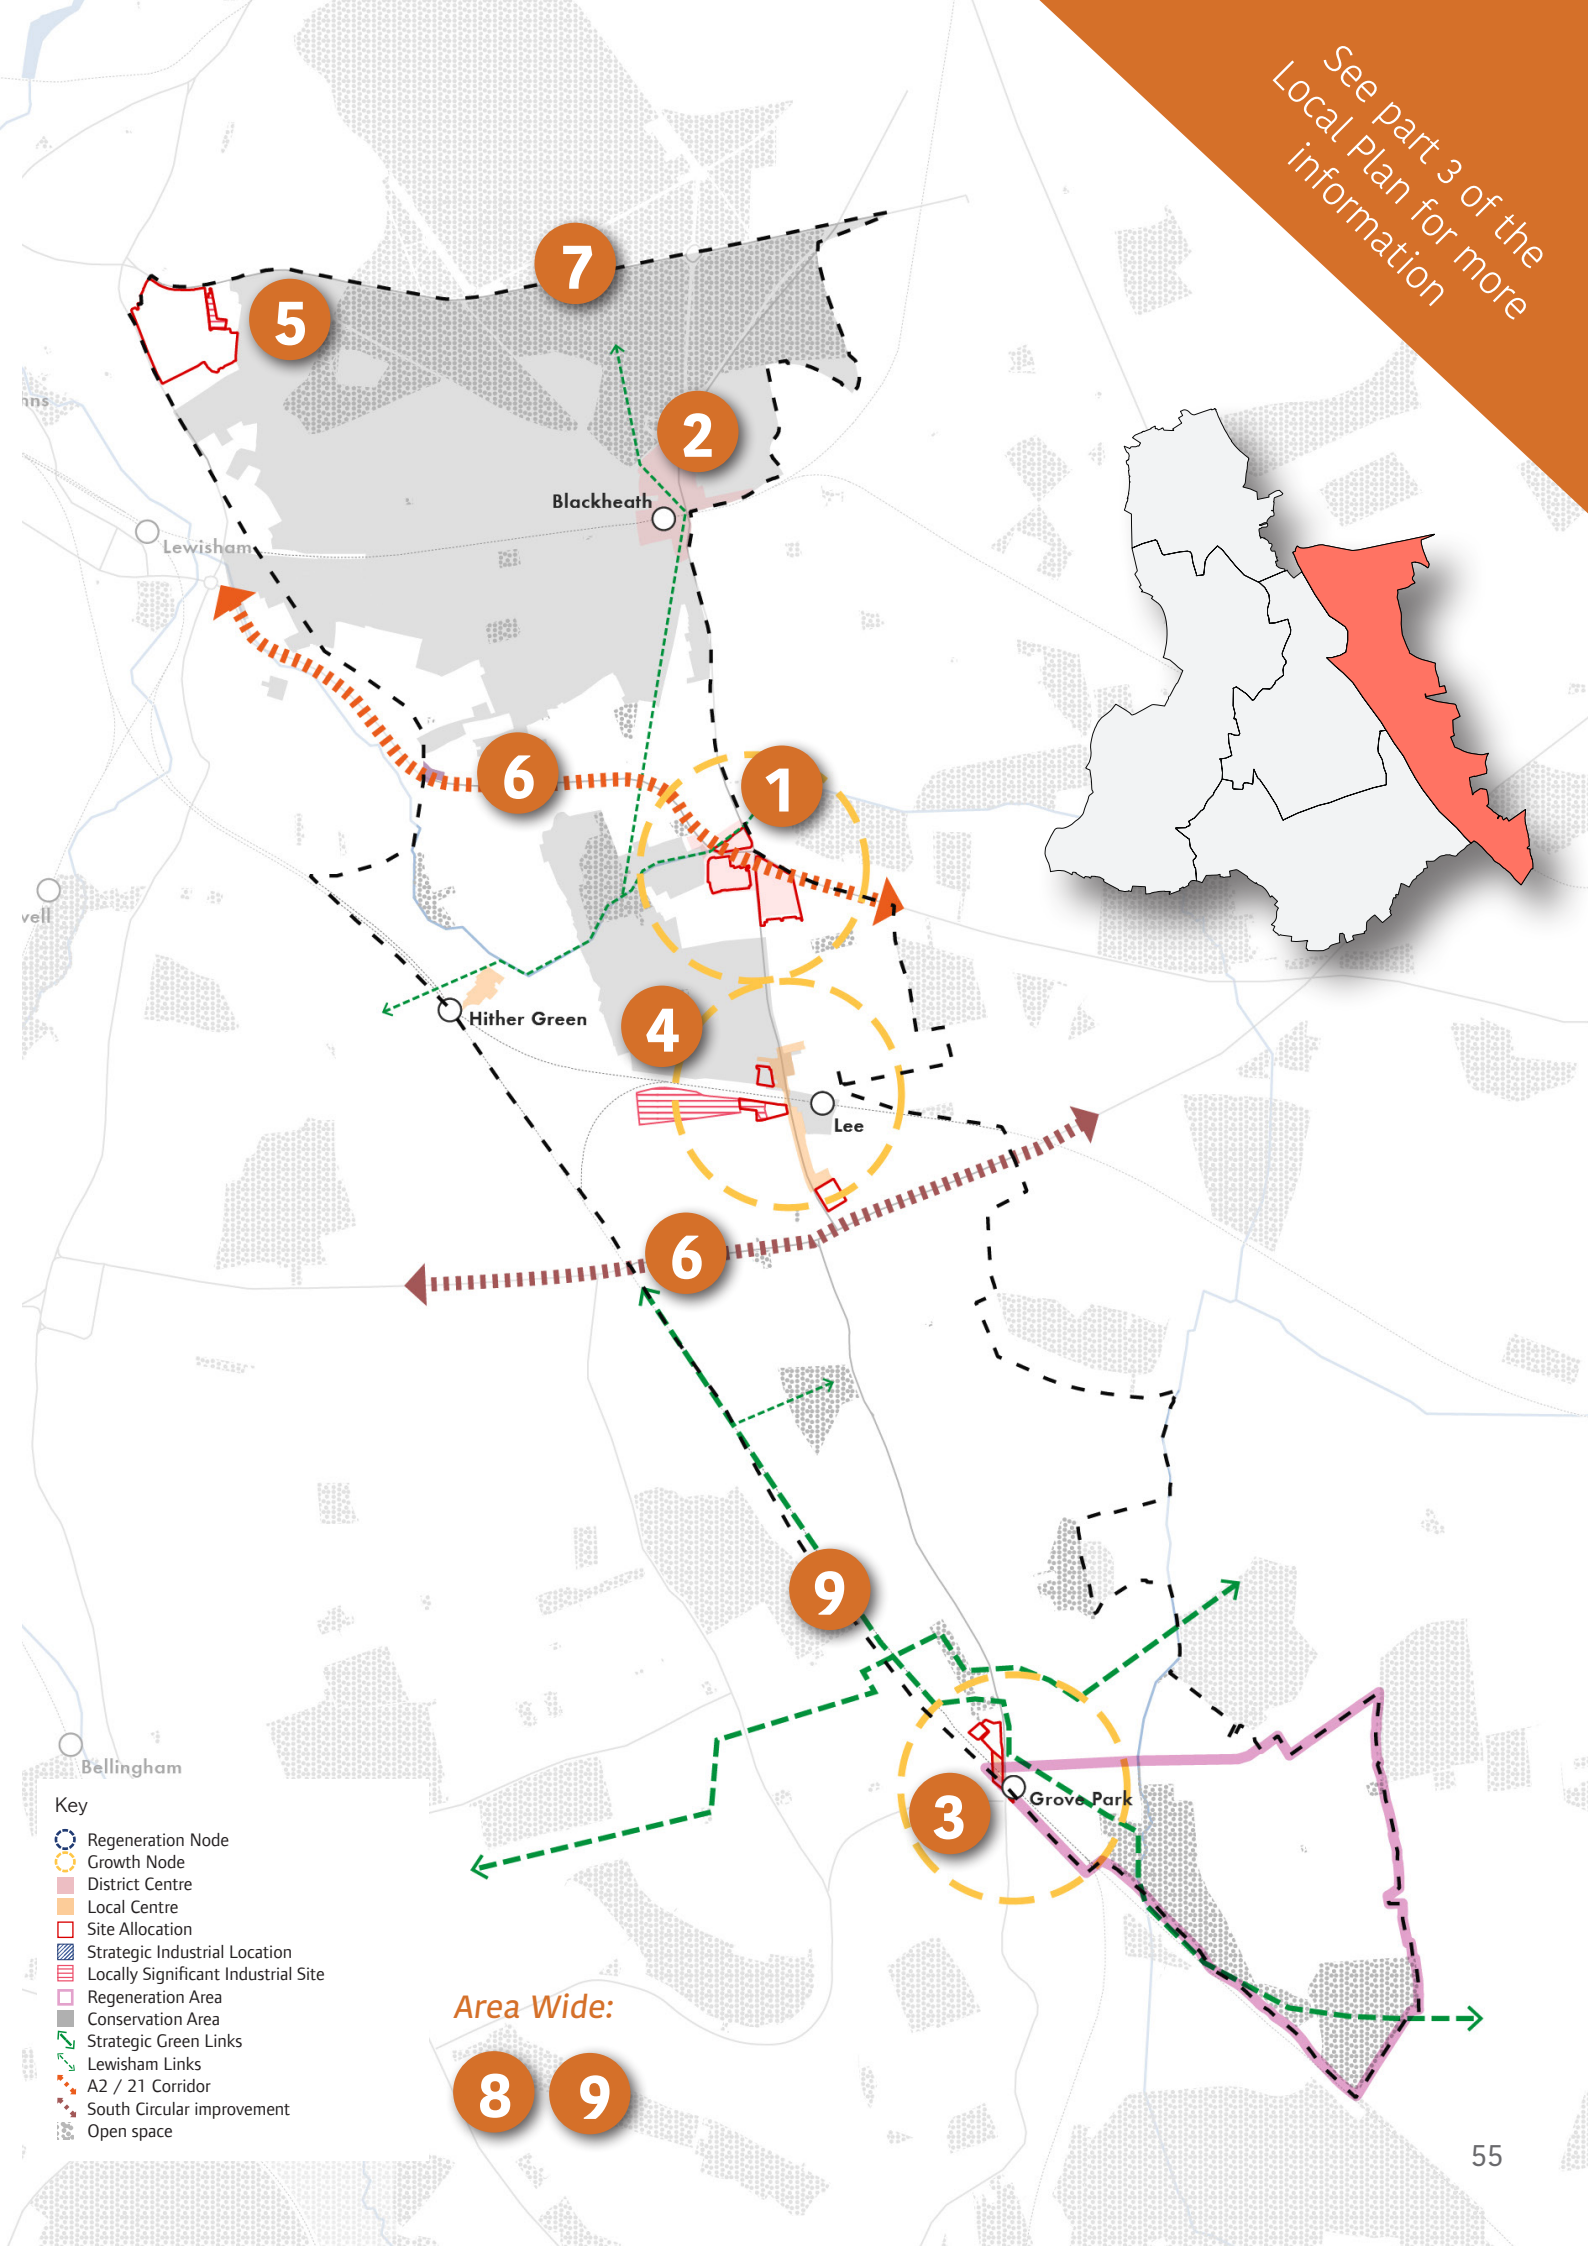 See part 3 of the
Local Plan for more
information
7
5
2
Blackheath
Lewisham
6
1
Hither Green
4
Lee
6
9
Grove Park
3
Bellingham
Key
Regeneration Node
Growth Node
District Centre
Local Centre
Site Allocation
Strategic Industrial Location
Locally Significant Industrial Site
Regeneration Area
Conservation Area
Strategic Green Links
Lewisham Links
A2 / 21 Corridor
South Circular improvement
Open space
Area Wide:
8 9
55